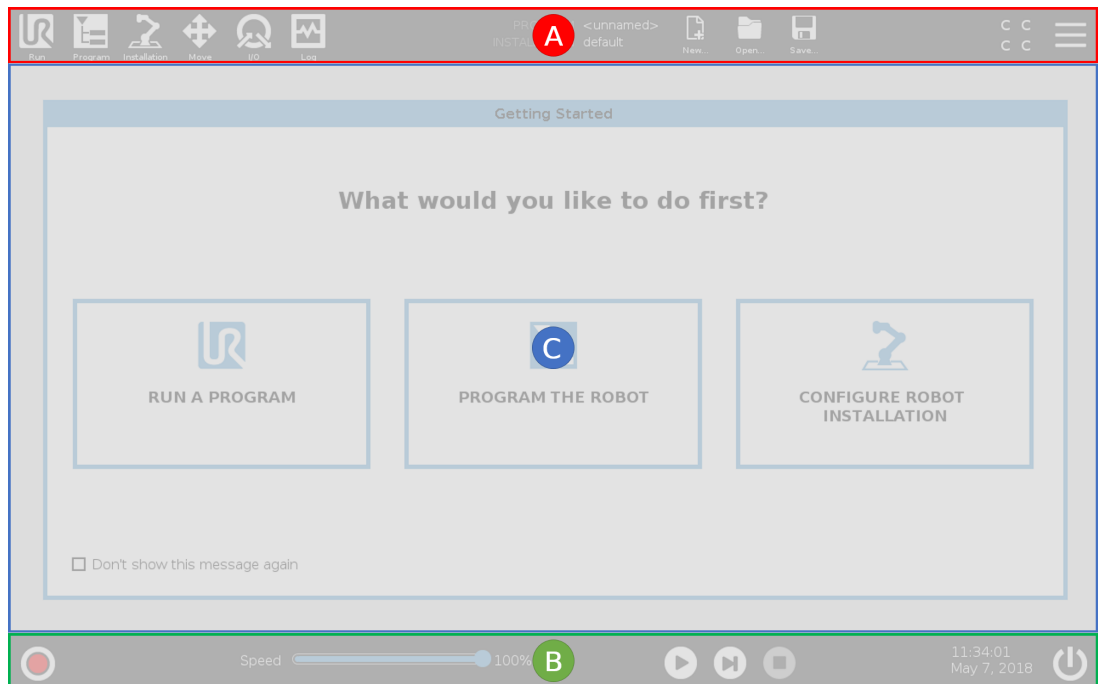 PR A <unnamed>
INSTAL default
Run Program Installation Move I/O Log New... Open... Save...
C C
C C
Getting Started
What would you like to do first?
C
RUN A PROGRAM
PROGRAM THE ROBOT
CONFIGURE ROBOT
INSTALLATION
Don't show this message again
Speed 100% B
11:34:01
May 7, 2018